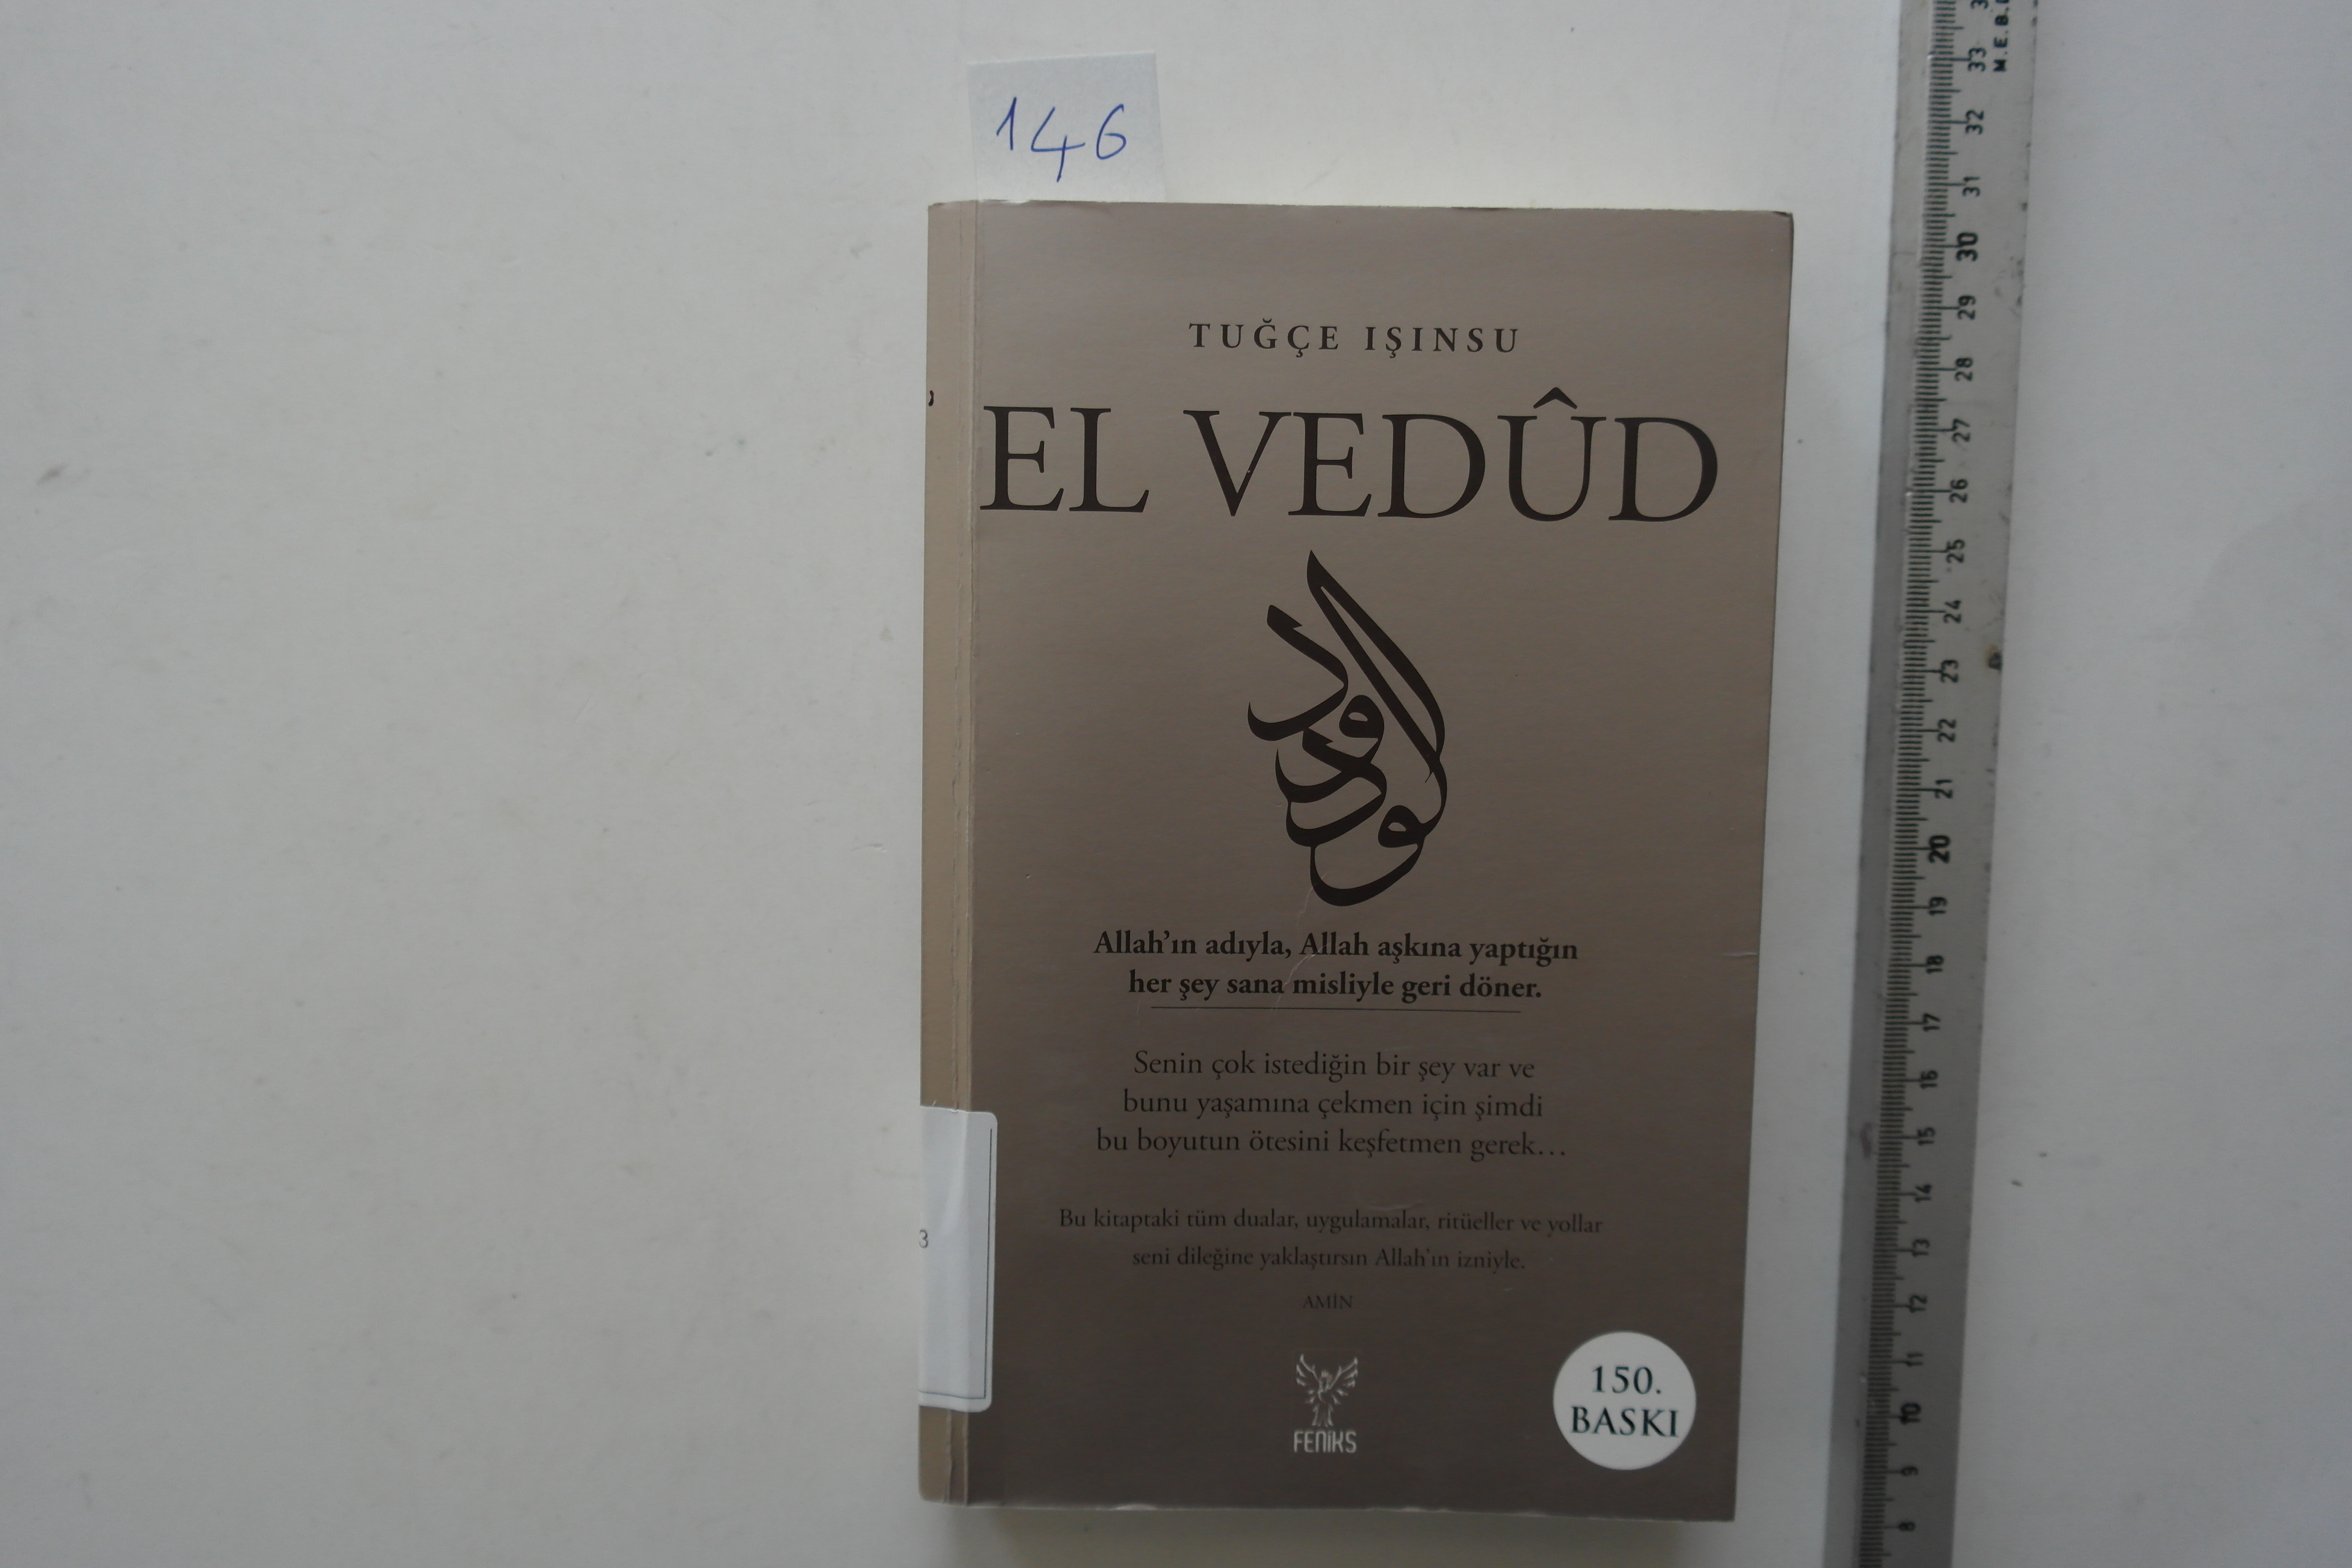 146
TUĞÇE IŞINSU
EL VEDÛD
الودود
Allah’ın adıyla, Allah aşkına yaptığın
her şey sana misliyle geri döner.
Senin çok istediğin bir şey var ve
bunu yaşamına çekmen için şimdi
bu boyutun ötesini keşfetmen gerek…
Bu kitaptaki tüm dualar, uygulamalar, ritüeller ve yollar
seni dileğine yaklaştırsın Allah’ın izniyle.
AMİN
FENİKS
150.
BASKI
3
M.E.B.
33
32
31
30
29
28
27
26
25
24
23
22
21
20
19
18
17
16
15
14
13
12
11
10
9
8